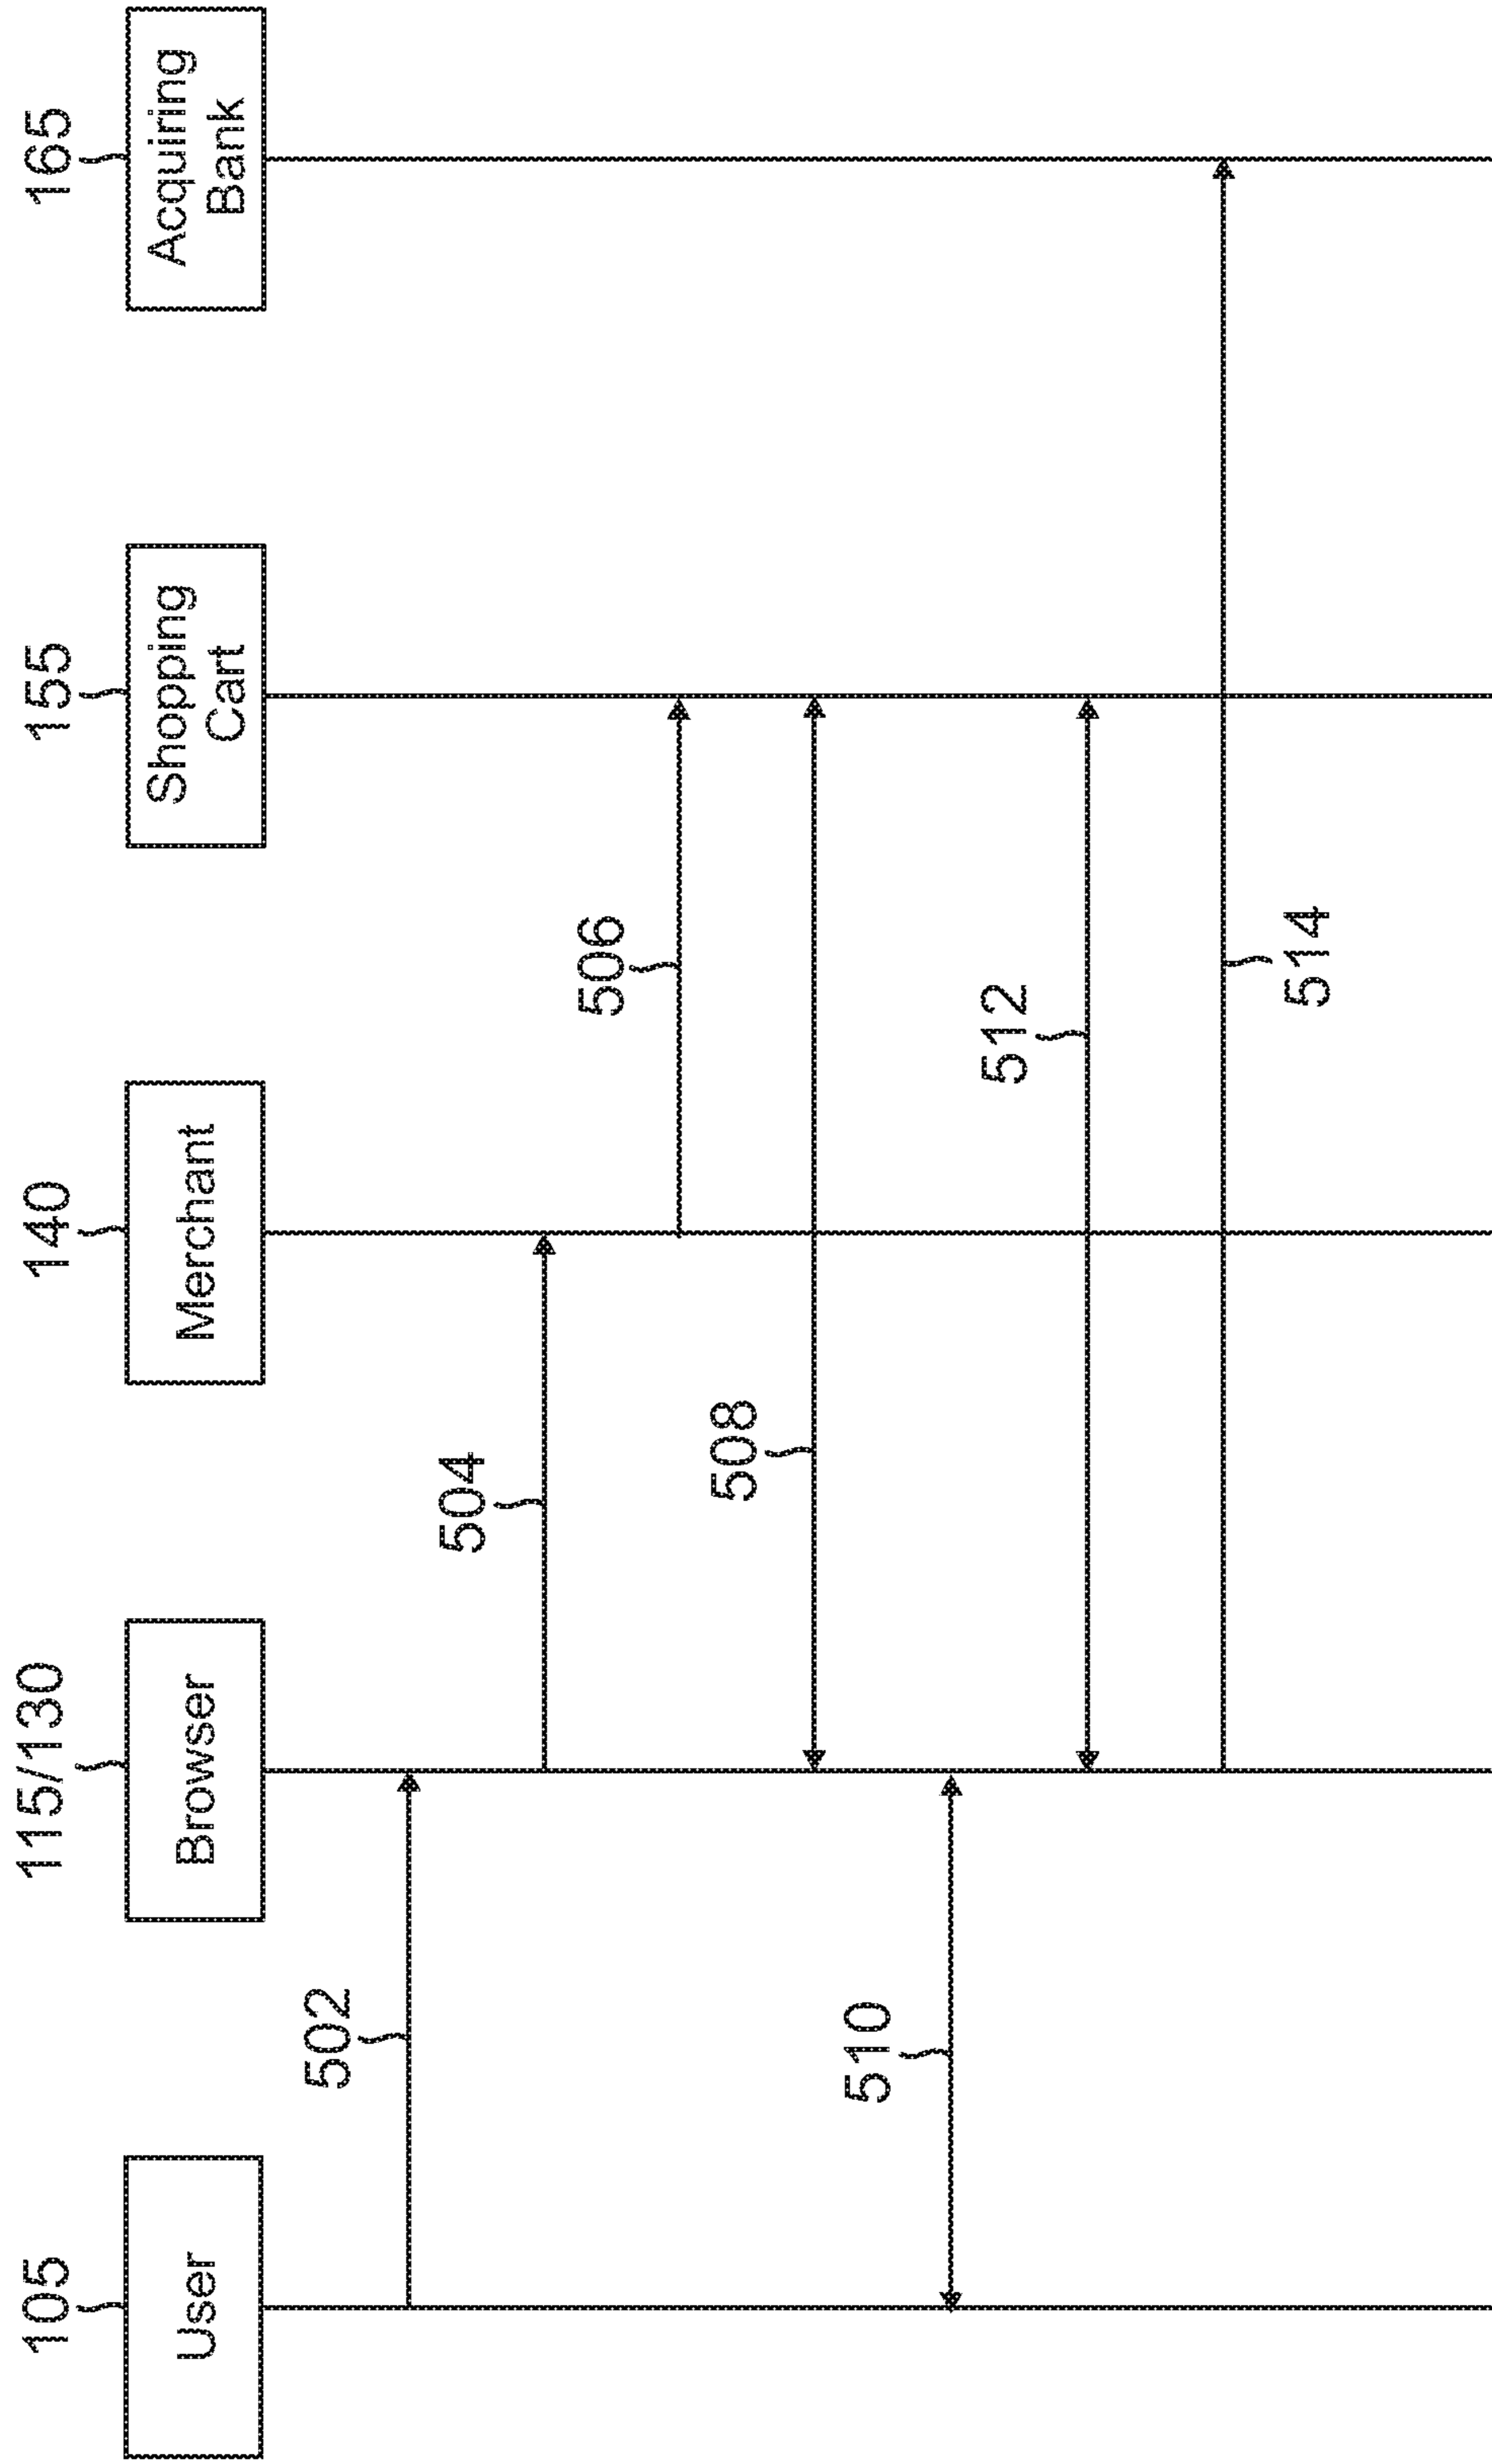 105
User
115/130
Browser
140
Merchant
155
Shopping
Cart
165
Acquiring
Bank
502
504
506
508
510
512
514